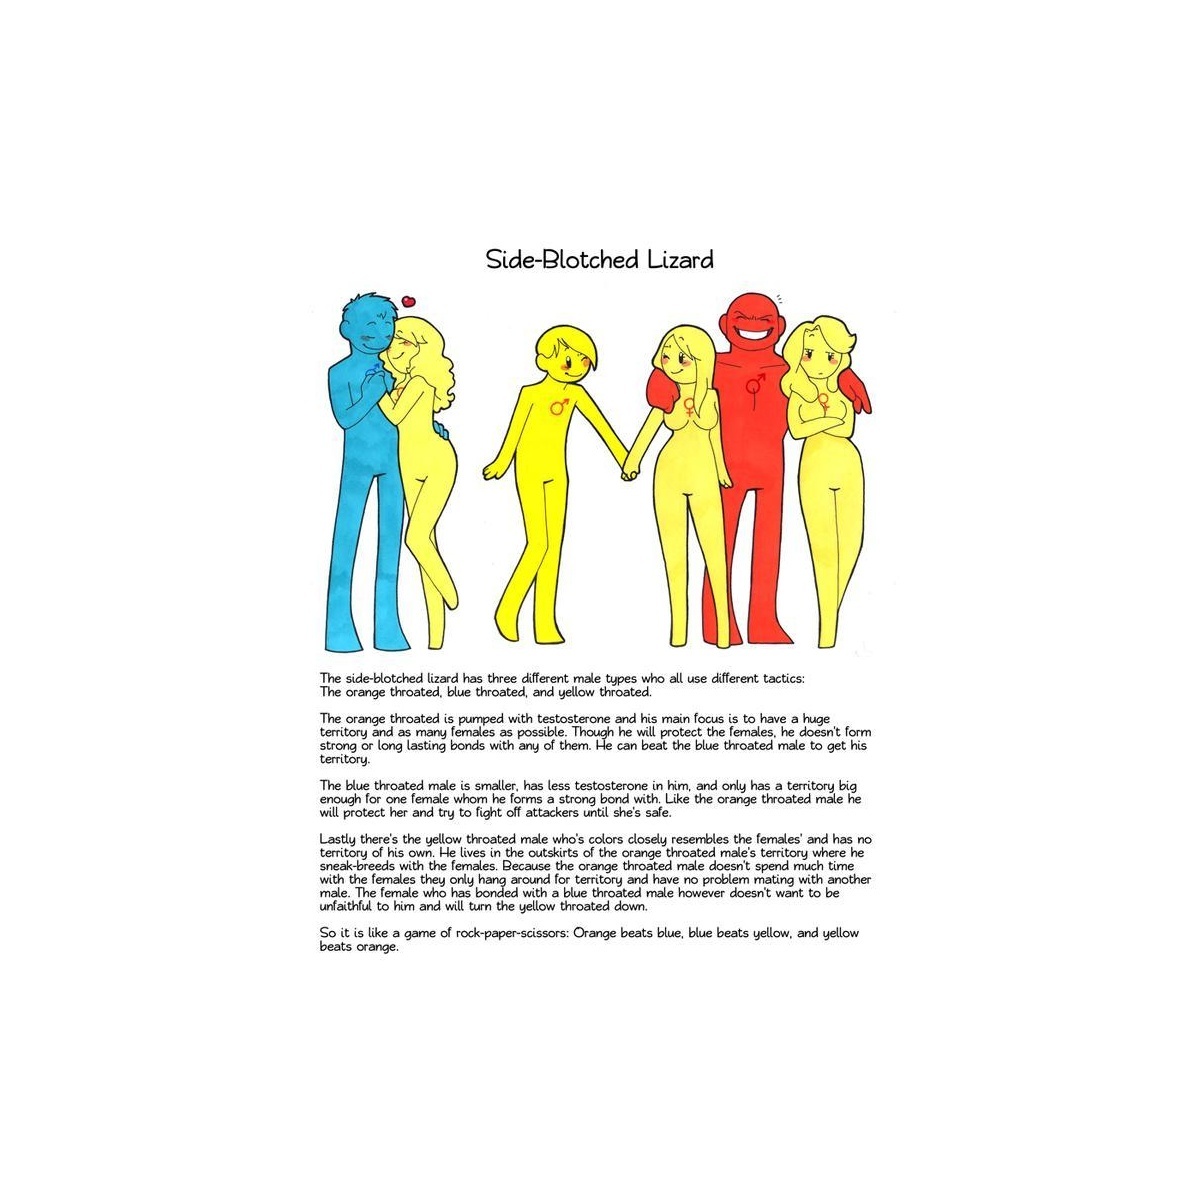 Side-Blotched Lizard
The side-blotched lizard has three different male types who all use different tactics:
The orange throated, blue throated, and yellow throated.
The orange throated is pumped with testosterone and his main focus is to have a huge
territory and as many females as possible. Though he will protect the females, he doesn't form
strong or long lasting bonds with any of them. He can beat the blue throated male to get his
territory.
The blue throated male is smaller, has less testosterone in him, and only has a territory big
enough for one female whom he forms a strong bond with. Like the orange throated male he
will protect her and try to fight off attackers until she's safe.
Lastly there's the yellow throated male who's colors closely resembles the females' and has no
territory of his own. He lives in the outskirts of the orange throated male's territory where he
sneak-breeds with the females. Because the orange throated male doesn't spend much time
with the females they only hang around for territory and have no problem mating with another
male. The female who has bonded with a blue throated male however doesn't want to be
unfaithful to him and will turn the yellow throated down.
So it is like a game of rock-paper-scissors: Orange beats blue, blue beats yellow, and yellow
beats orange.